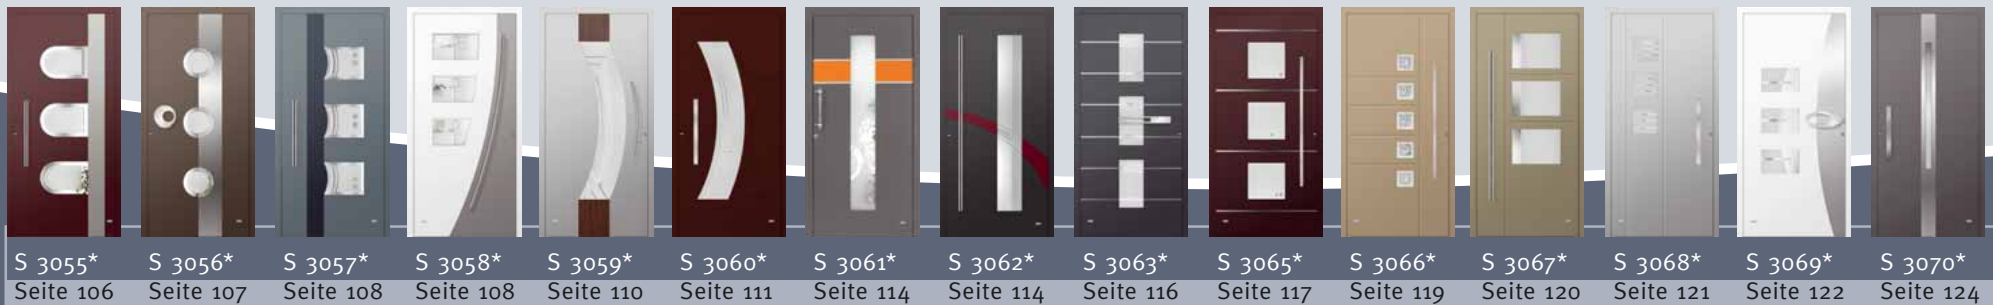 S 3055* S 3056* S 3057* S 3058* S 3059* S 3060* S 3061* S 3062* S 3063* S 3065* S 3066* S 3067* S 3068* S 3069* S 3070*
Seite 106 Seite 107 Seite 108 Seite 108 Seite 110 Seite 111 Seite 114 Seite 114 Seite 116 Seite 117 Seite 119 Seite 120 Seite 121 Seite 122 Seite 124